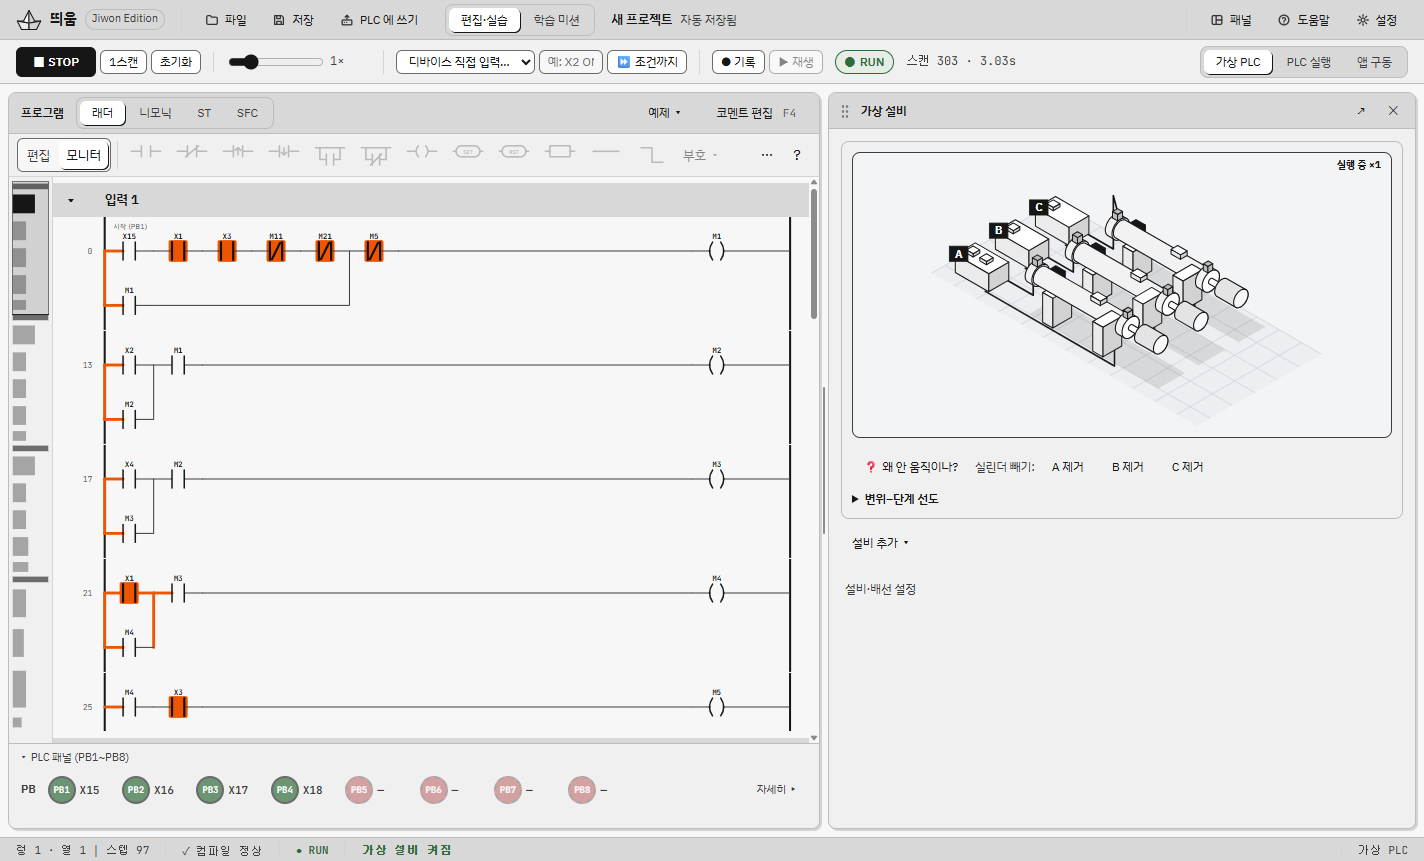 띄움 Jiwon Edition 파일 저장 PLC에 쓰기 편집·실습 학습 미션 새 프로젝트 자동 저장됨 패널 도움말 설정
STOP 1스캔 초기화 1× 디바이스 직접 입력... 예: X2 ON ⏩ 조건까지 ● 기록 ▶ 재생 RUN 스캔 303 · 3.03s 가상 PLC PLC 실행 앱 구동
프로그램 래더 니모닉 ST SFC 예제 ▾ 코멘트 편집 F4
편집 모니터 SET RST 부호 ··· ?
입력 1
시작 (PB1)
X15 X1 X3 M11 M21 M5 M1
0
M1
X2 M1 M2
13
M2
X4 M2 M3
17
M3
X1 M3 M4
21
M4
M4 X3 M5
25
PLC 패널 (PB1~PB8)
PB PB1 X15 PB2 X16 PB3 X17 PB4 X18 PB5 – PB6 – PB7 – PB8 – 자세히
가상 설비
실행 중 ×1
C
B
A
❓ 왜 안 움직이나? 실린더 빼기: A 제거 B 제거 C 제거
▶ 변위-단계 선도
설비 추가 ▾
설비·배선 설정
렁 1 · 열 1 | 스텝 97 ✓ 컴파일 정상 ● RUN 가상 설비 켜짐 가상 PLC